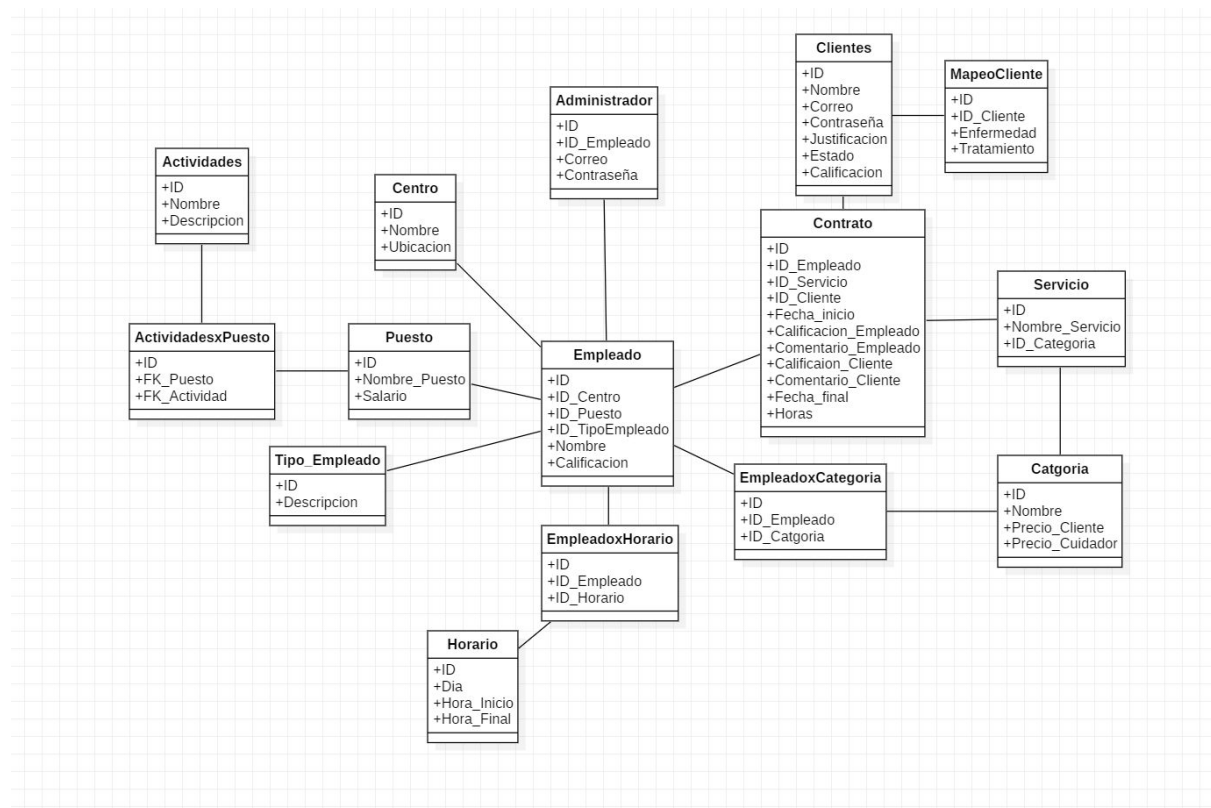 Clientes
+ID
+Nombre
+Correo
+Contraseña
+Justificacion
+Estado
+Calificacion
MapeoCliente
+ID
+ID_Cliente
+Enfermedad
+Tratamiento
Administrador
+ID
+ID_Empleado
+Correo
+Contraseña
Actividades
+ID
+Nombre
+Descripcion
Centro
+ID
+Nombre
+Ubicacion
Contrato
+ID
+ID_Empleado
+ID_Servicio
+ID_Cliente
+Fecha_inicio
+Calificacion_Empleado
+Comentario_Empleado
+Calificaion_Cliente
+Comentario_Cliente
+Fecha_final
+Horas
Servicio
+ID
+Nombre_Servicio
+ID_Categoria
ActividadesxPuesto
+ID
+FK_Puesto
+FK_Actividad
Puesto
+ID
+Nombre_Puesto
+Salario
Empleado
+ID
+ID_Centro
+ID_Puesto
+ID_TipoEmpleado
+Nombre
+Calificacion
Tipo_Empleado
+ID
+Descripcion
EmpleadoxCategoria
+ID
+ID_Empleado
+ID_Catgoria
Catgoria
+ID
+Nombre
+Precio_Cliente
+Precio_Cuidador
EmpleadoxHorario
+ID
+ID_Empleado
+ID_Horario
Horario
+ID
+Dia
+Hora_Inicio
+Hora_Final